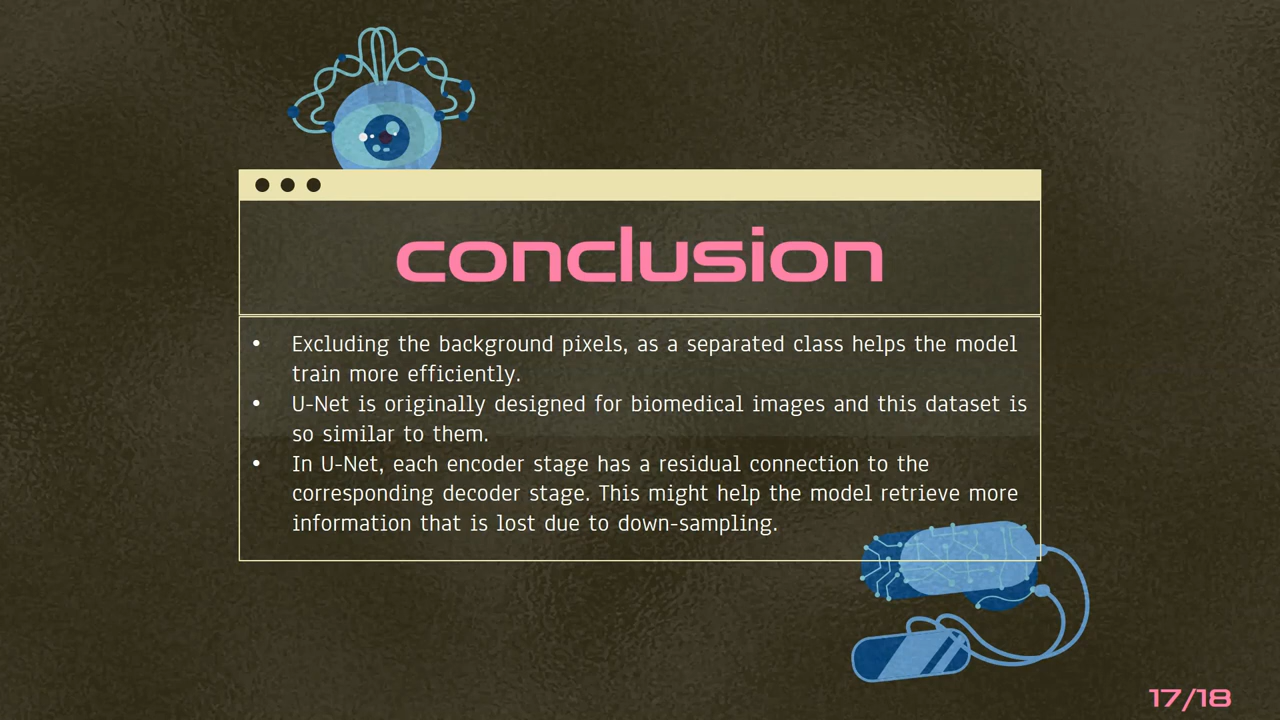 conclusion
• Excluding the background pixels, as a separated class helps the model
train more efficiently.
• U-Net is originally designed for biomedical images and this dataset is
so similar to them.
• In U-Net, each encoder stage has a residual connection to the
corresponding decoder stage. This might help the model retrieve more
information that is lost due to down-sampling.
17/18